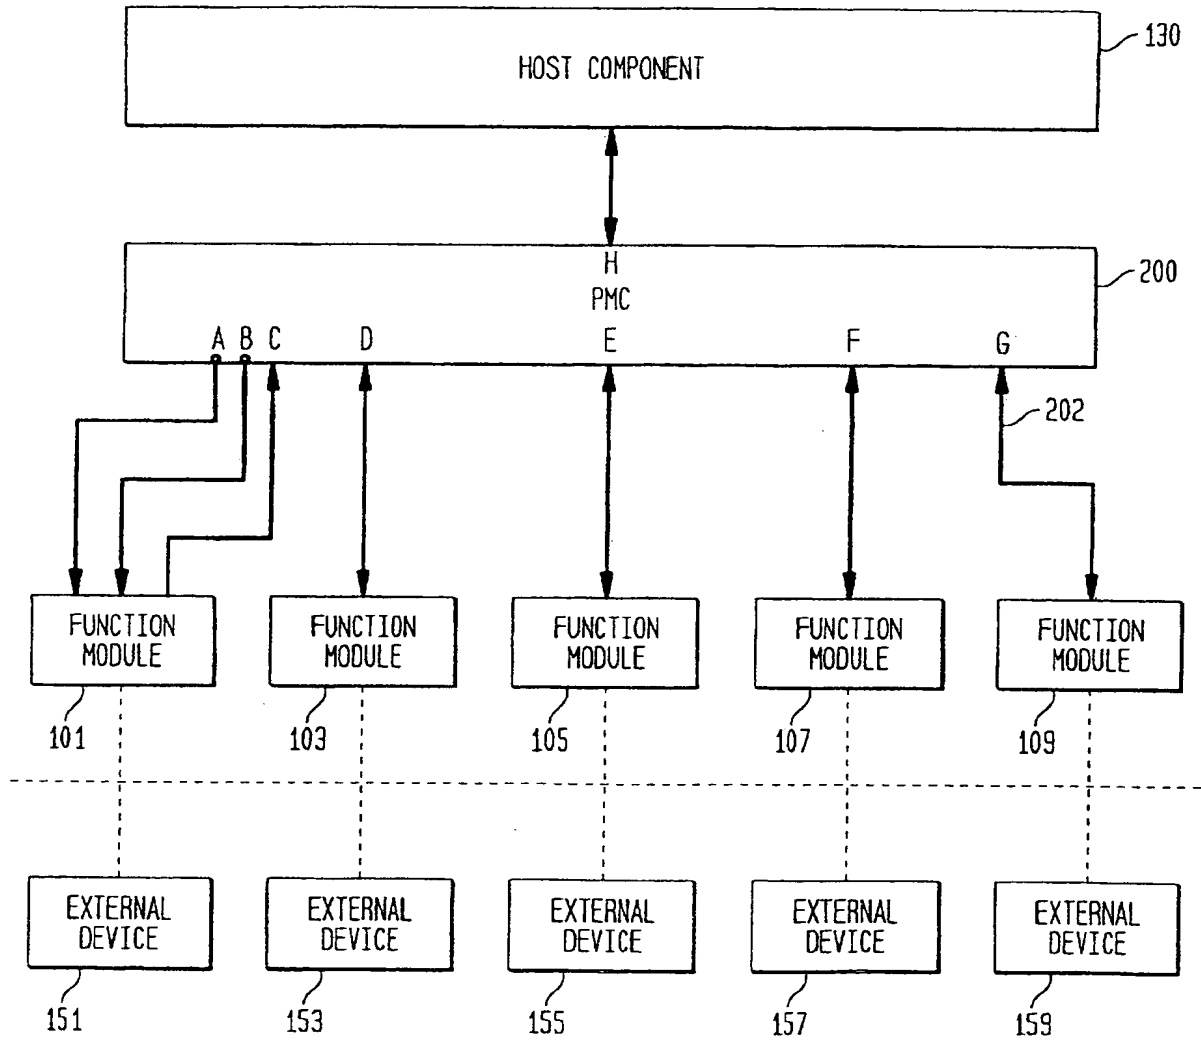 HOST COMPONENT
130
H
PMC
200
A B C D E F G
202
FUNCTION
MODULE
FUNCTION
MODULE
FUNCTION
MODULE
FUNCTION
MODULE
FUNCTION
MODULE
101
103
105
107
109
EXTERNAL
DEVICE
EXTERNAL
DEVICE
EXTERNAL
DEVICE
EXTERNAL
DEVICE
EXTERNAL
DEVICE
151
153
155
157
159